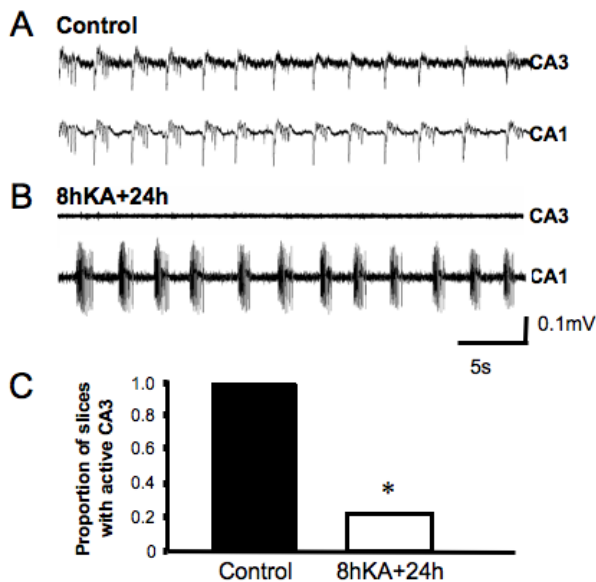 A Control
CA3
CA1
B 8hKA+24h
CA3
CA1
0.1mV
5s
C
Proportion of slices
with active CA3
1.0
0.8
0.6
0.4
0.2
0
*
Control 8hKA+24h